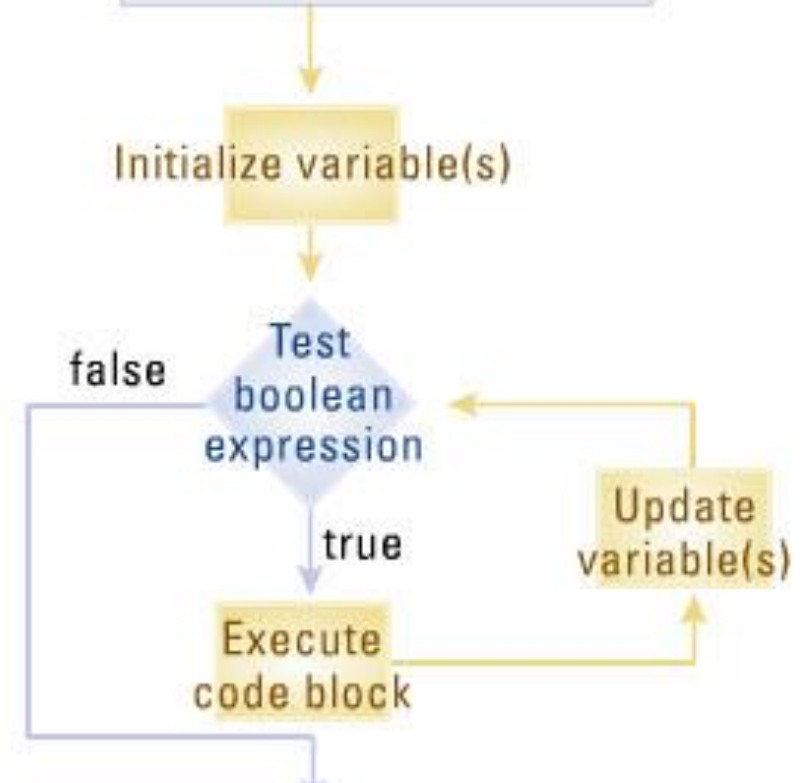 Initialize variable(s)
false
Test
boolean
expression
true
Update
variable(s)
Execute
code block